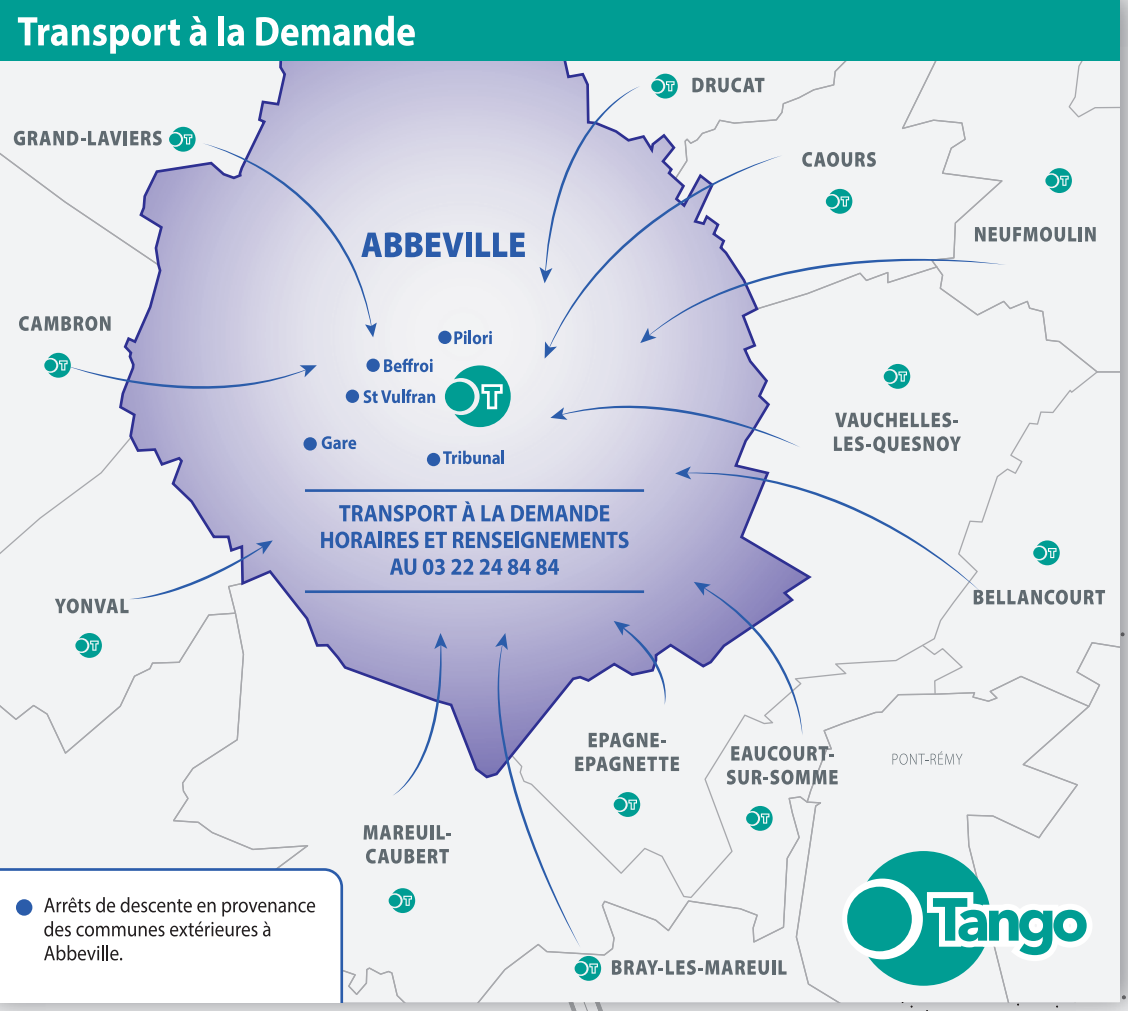 Transport à la Demande
DRUCAT
GRAND-LAVIERS
CAOURS
NEUFMOULIN
ABBEVILLE
CAMBRON
Pilori
Beffroi
St Vulfran
T
VAUCHELLES-
LES-QUESNOY
Gare
Tribunal
TRANSPORT À LA DEMANDE
HORAIRES ET RENSEIGNEMENTS
AU 03 22 24 84 84
YONVAL
BELLANCOURT
EPAGNE-
EPAGNETTE
EAUCOURT-
SUR-SOMME
PONT-RÉMY
MAREUIL-
CAUBERT
Arrêts de descente en provenance
des communes extérieures à
Abbeville.
Tango
BRAY-LES-MAREUIL